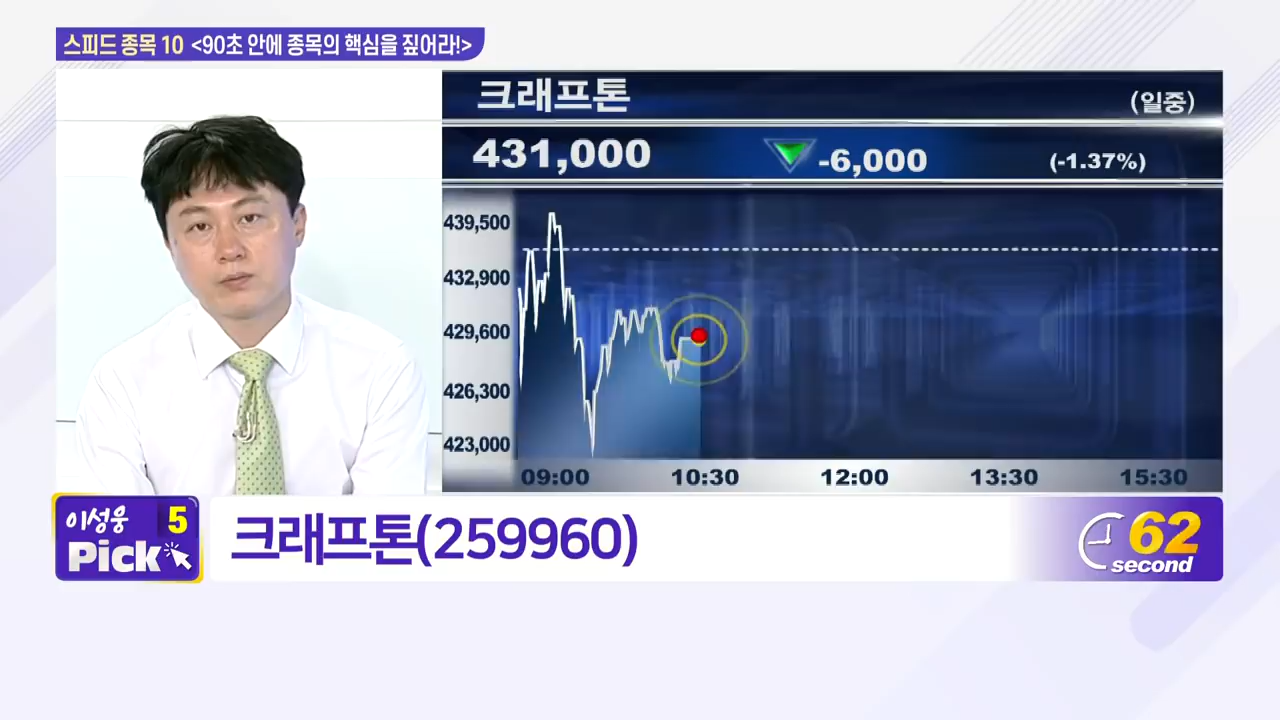 스피드 종목 10 <90초 안에 종목의 핵심을 짚어라!>
크래프톤
(일중)
431,000
-6,000
(-1.37%)
439,500
432,900
429,600
426,300
423,000
09:00
10:30
12:00
13:30
15:30
이성웅 5
Pick
크래프톤(259960)
62
second